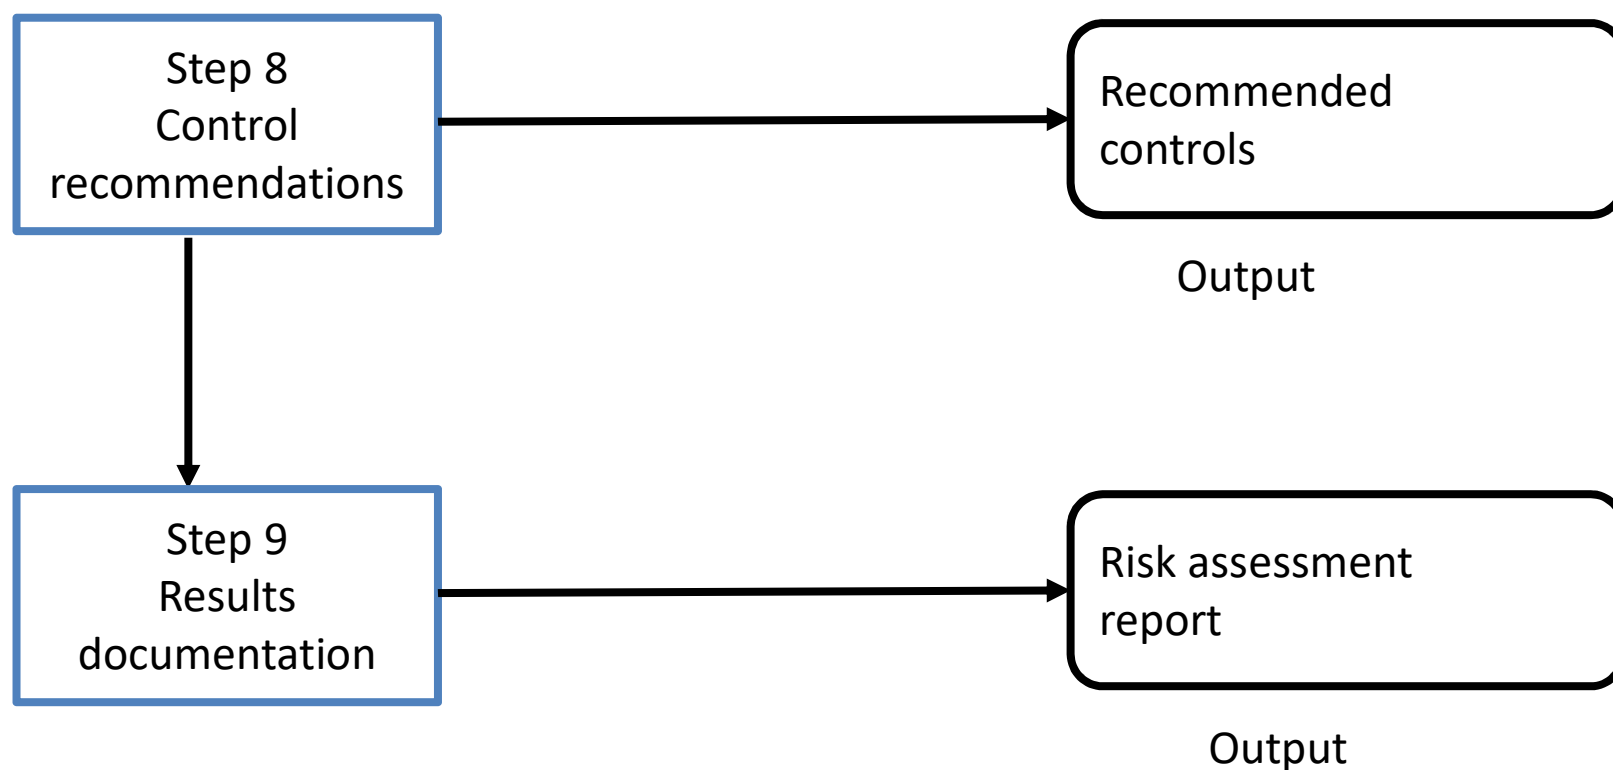 Step 8
Control
recommendations
Recommended
controls
Output
Step 9
Results
documentation
Risk assessment
report
Output